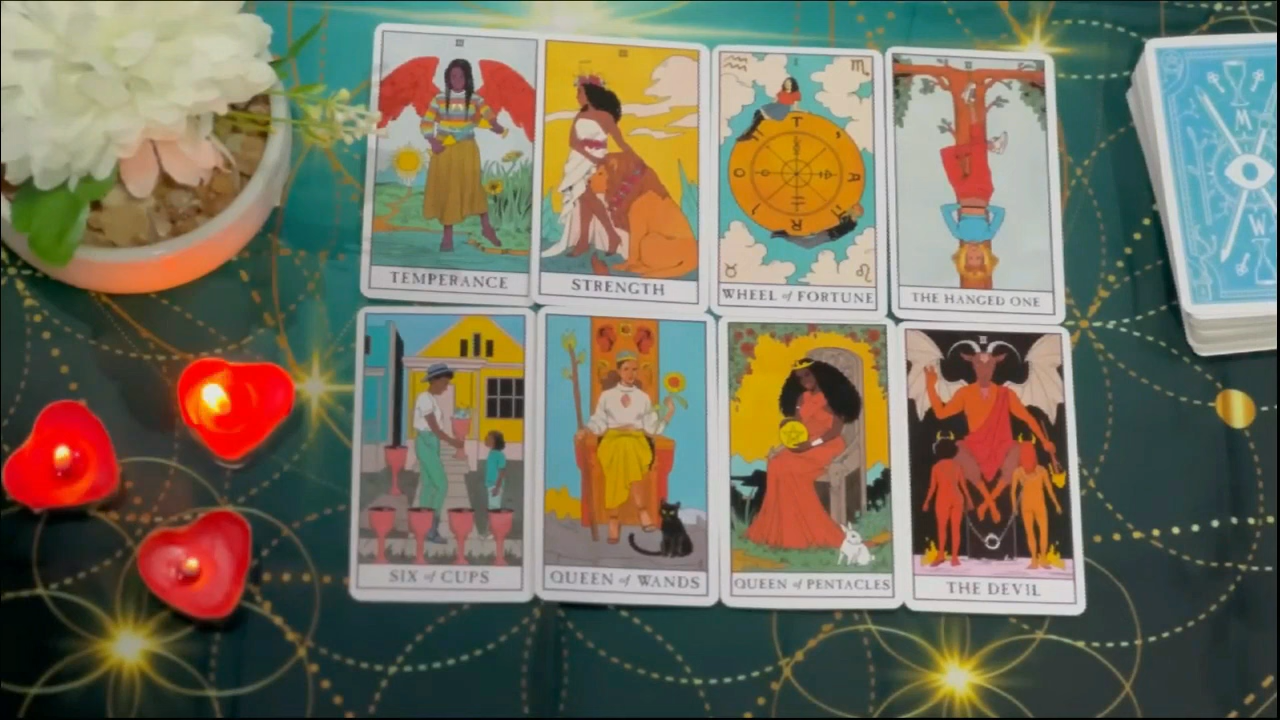 TEMPERANCE
STRENGTH
WHEEL of FORTUNE
THE HANGED ONE
SIX of CUPS
QUEEN of WANDS
QUEEN of PENTACLES
THE DEVIL
M
W